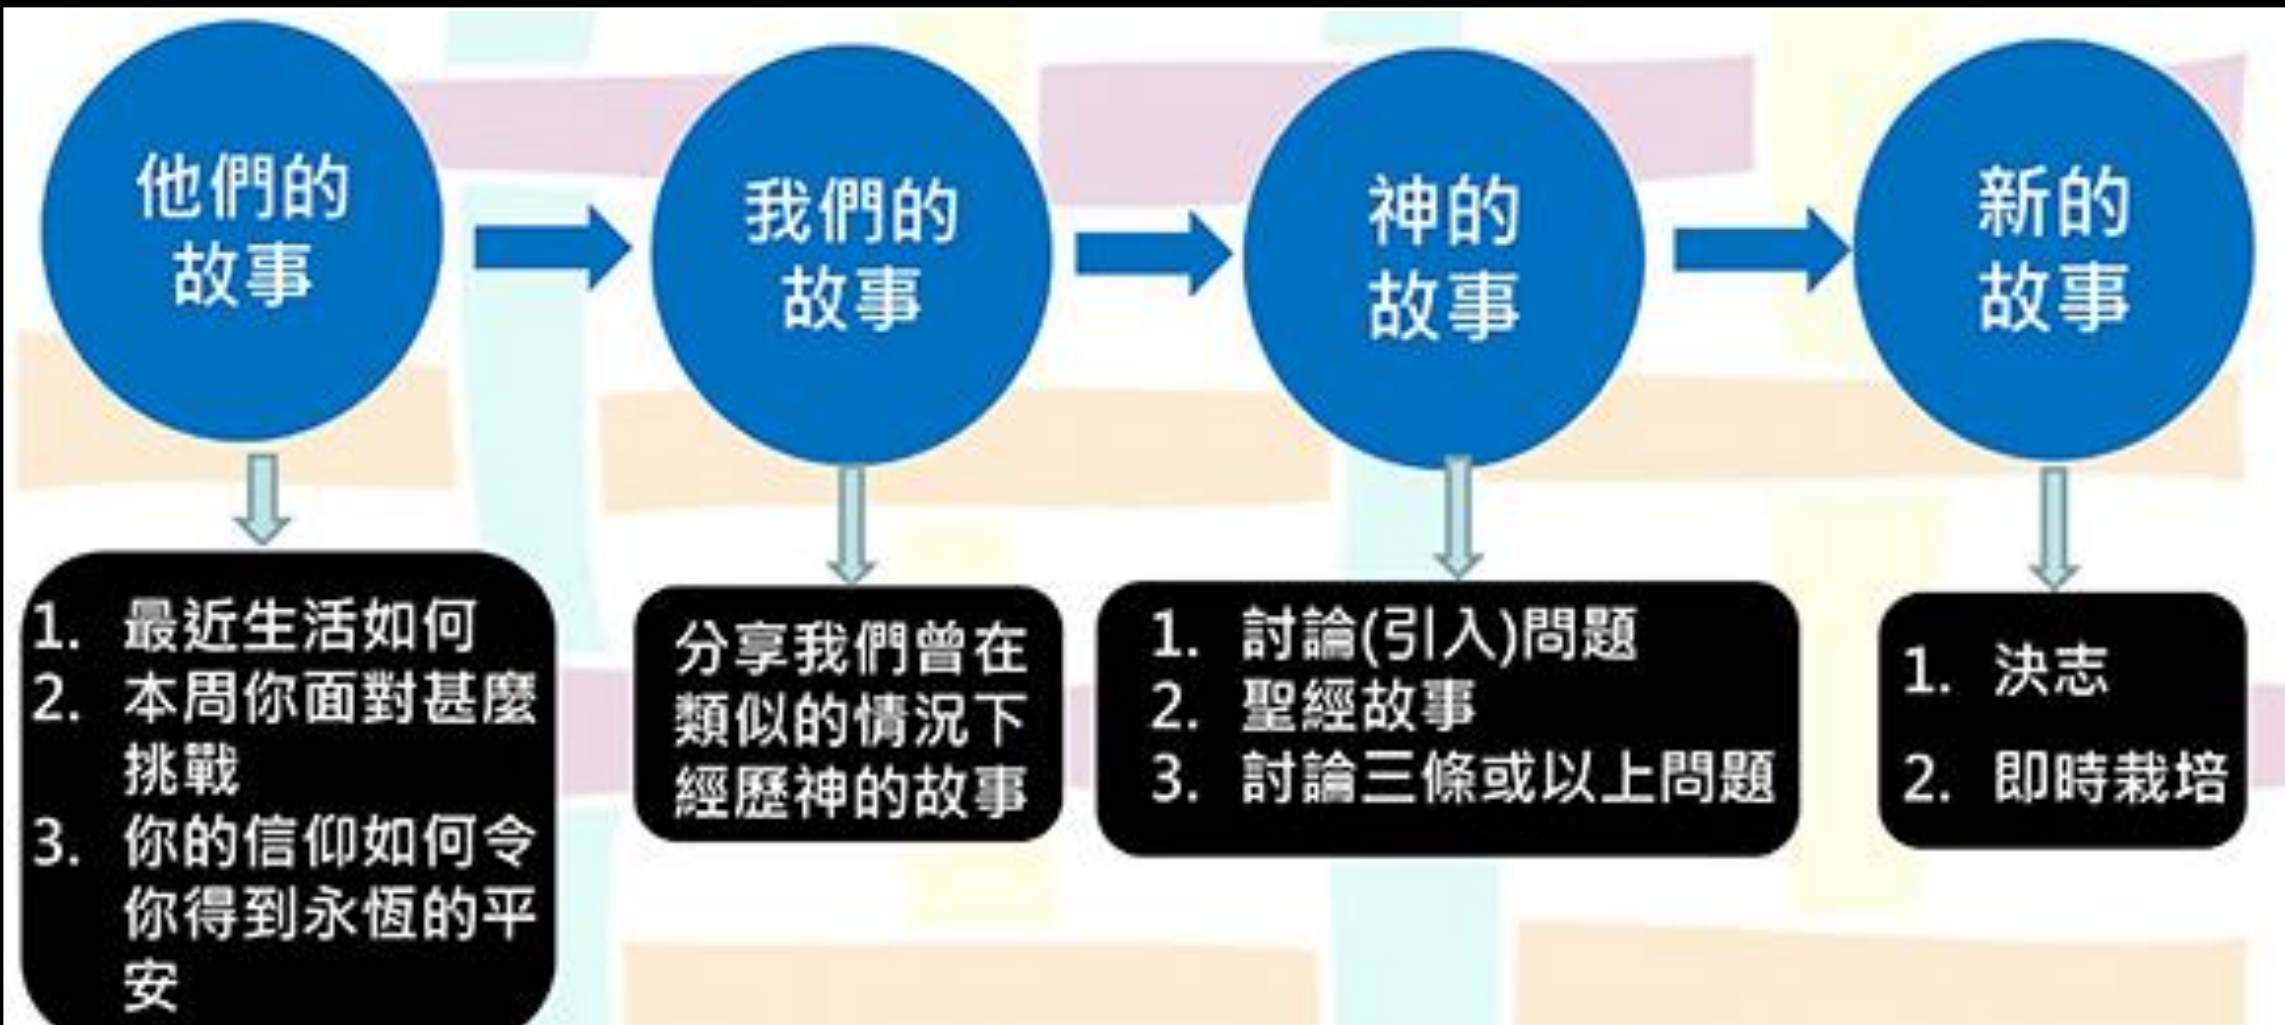 他們的
故事
我們的
故事
神的
故事
新的
故事
1. 最近生活如何
2. 本周你面對甚麼
挑戰
3. 你的信仰如何令
你得到永恆的平
安
分享我們曾在
類似的情況下
經歷神的故事
1. 討論(引入)問題
2. 聖經故事
3. 討論三條或以上問題
1. 決志
2. 即時栽培